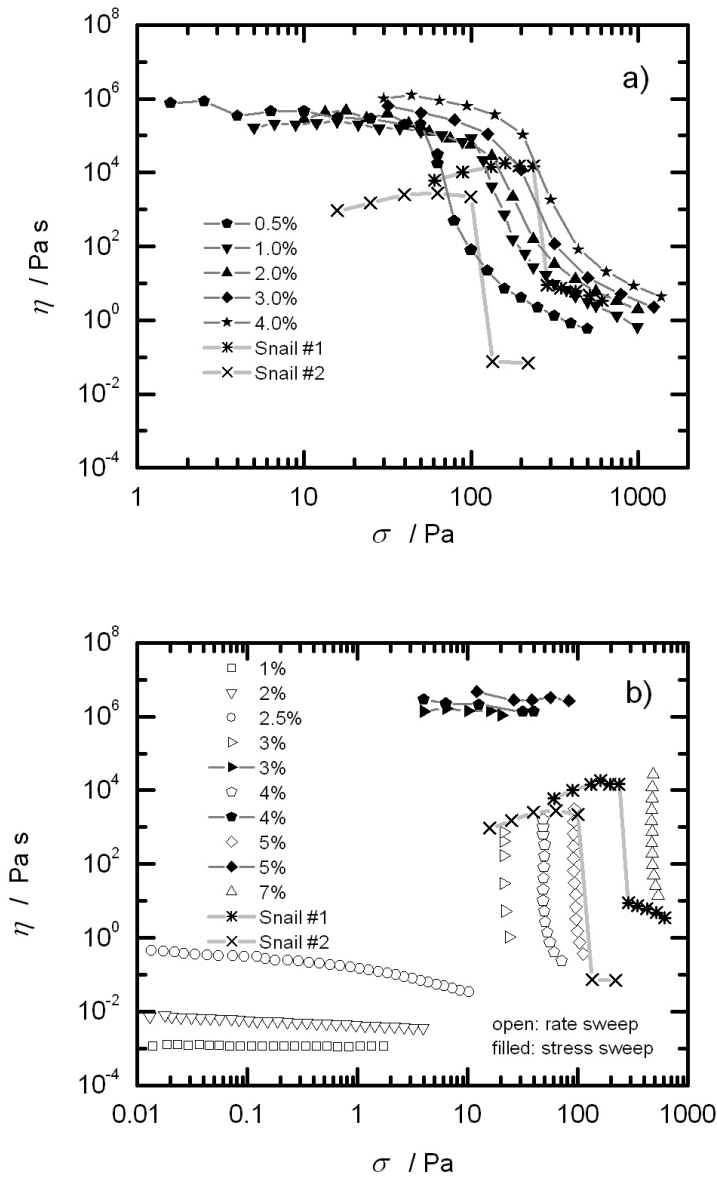 10^8
10^6
10^4
10^2
10^0
10^-2
10^-4
η / Pa s
a)
0.5%
1.0%
2.0%
3.0%
4.0%
Snail #1
Snail #2
1 10 100 1000
σ / Pa
10^8
10^6
10^4
10^2
10^0
10^-2
10^-4
η / Pa s
b)
1%
2%
2.5%
3%
3%
4%
4%
5%
5%
7%
Snail #1
Snail #2
open: rate sweep
filled: stress sweep
0.01 0.1 1 10 100 1000
σ / Pa